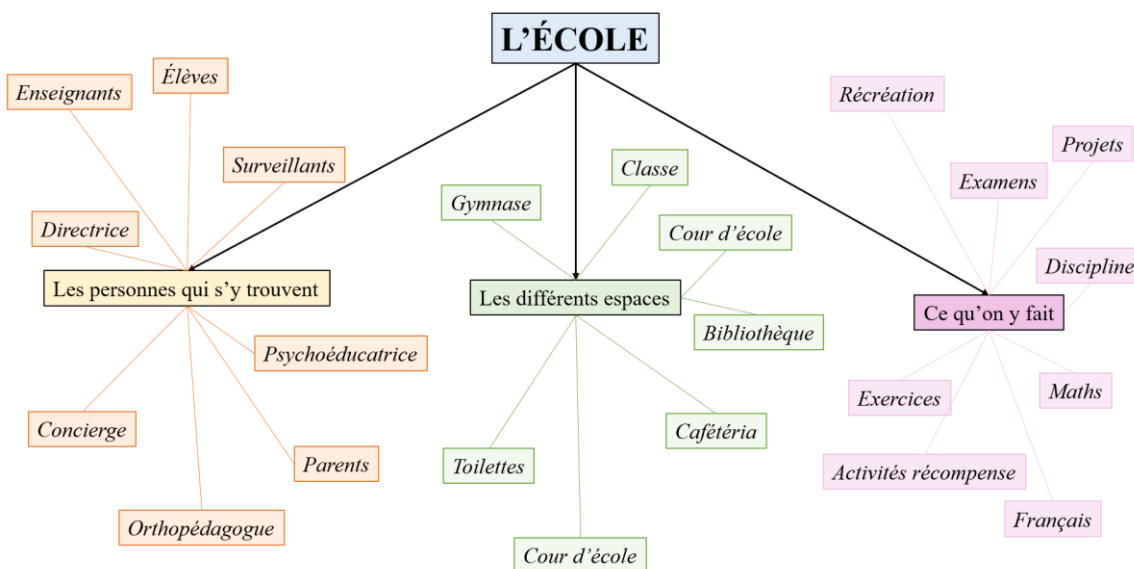 L'ÉCOLE
Élèves
Enseignants
Surveillants
Directrice
Les personnes qui s'y trouvent
Psychoéducatrice
Concierge
Parents
Orthopédagogue
Classe
Gymnase
Cour d'école
Les différents espaces
Bibliothèque
Cafétéria
Toilettes
Cour d'école
Récréation
Projets
Examens
Discipline
Ce qu'on y fait
Maths
Exercices
Activités récompense
Français